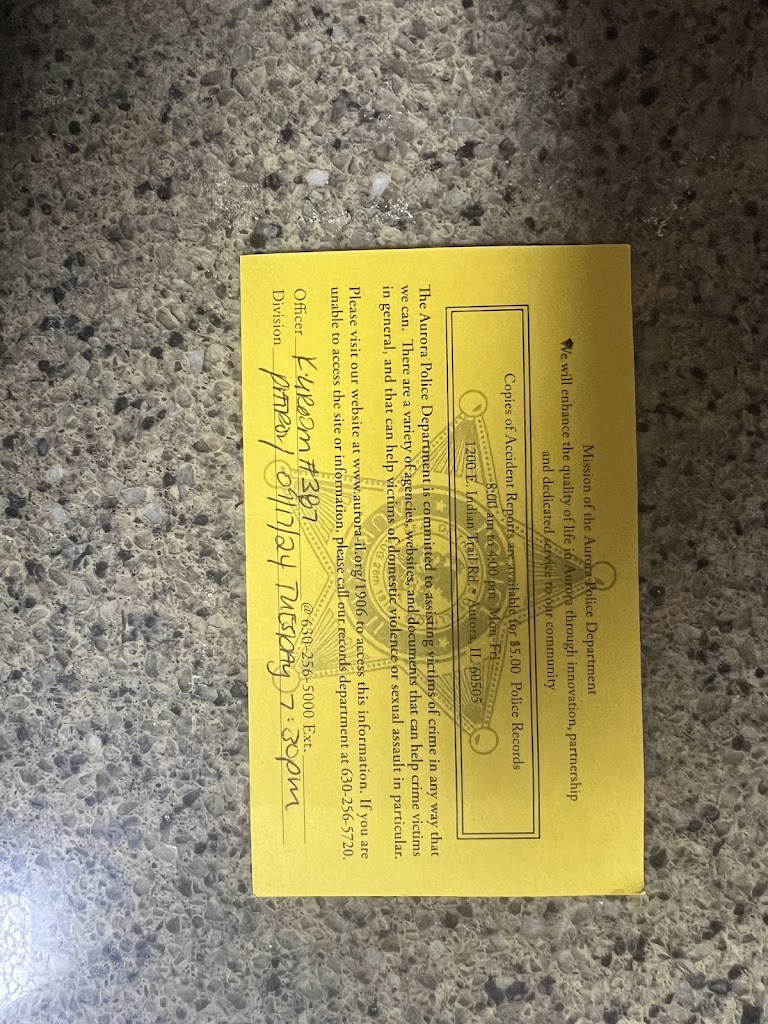 Mission of the Aurora Police Department
We will enhance the quality of life in Aurora through innovation, partnership
and dedicated service to our community
Copies of Accident Reports are available for $5.00 Police Records
8:00 am to 4:00 pm, Mon-Fri
1200 E. Indian Trail Rd. • Aurora, IL 60505
The Aurora Police Department is committed to assisting victims of crime in any way that
we can. There are a variety of agencies, websites, and documents that can help crime victims
in general, and that can help victims of domestic violence or sexual assault in particular.
Please visit our website at www.aurora-il.org/1906 to access this information. If you are
unable to access the site or information, please call our records department at 630-256-5720.
Officer #387 @ 630-256-5000 Ext.
Division PATROL / 09/17/24 TUESDAY 7:30pm